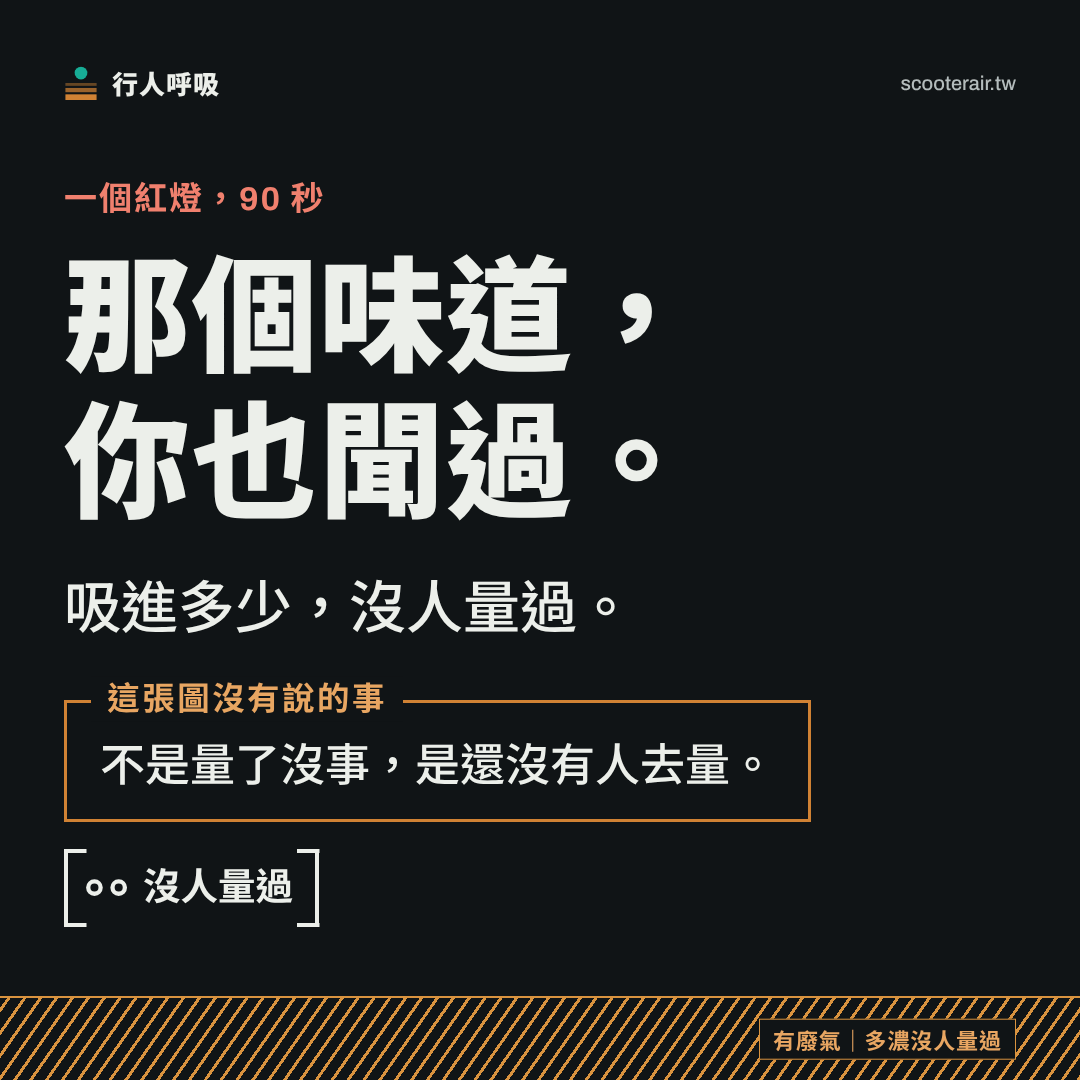 行人呼吸
scooterair.tw
一個紅燈，90 秒
那個味道，
你也聞過。
吸進多少，沒人量過。
這張圖沒有說的事
不是量了沒事，是還沒有人去量。
沒人量過
有廢氣｜多濃沒人量過